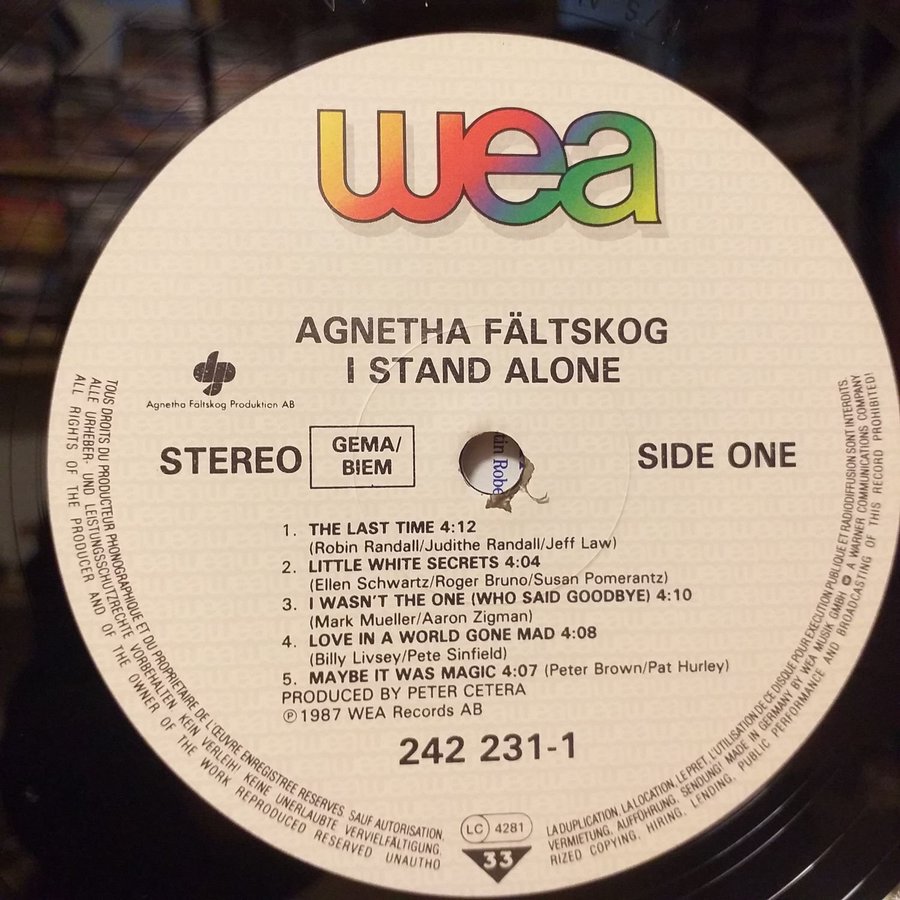 wea
AGNETHA FÄLTSKOG
I STAND ALONE
Agnetha Fältskog Produktion AB
STEREO
GEMA/
BIEM
SIDE ONE
1. THE LAST TIME 4:12
(Robin Randall/Judithe Randall/Jeff Law)
2. LITTLE WHITE SECRETS 4:04
(Ellen Schwartz/Roger Bruno/Susan Pomerantz)
3. I WASN'T THE ONE (WHO SAID GOODBYE) 4:10
(Mark Mueller/Aaron Zigman)
4. LOVE IN A WORLD GONE MAD 4:08
(Billy Livsey/Pete Sinfield)
5. MAYBE IT WAS MAGIC 4:07 (Peter Brown/Pat Hurley)
PRODUCED BY PETER CETERA
℗ 1987 WEA Records AB
242 231-1
LC 4281
33
TOUS DROITS DU PRODUCTEUR PHONOGRAPHIQUE ET DU PROPRIETAIRE DE L'ŒUVRE ENREGISTREE RESERVES. SAUF AUTORISATION,
LA DUPLICATION, LA LOCATION, LE PRET, L'UTILISATION DE CE DISQUE POUR EXECUTION PUBLIQUE ET RADIODIFFUSION SONT INTERDITS
ALLE URHEBER- UND LEISTUNGSSCHUTZRECHTE VORBEHALTEN. KEIN VERLEIH! KEINE UNERLAUBTE VERVIELFÄLTIGUNG,
VERMIETUNG, AUFFÜHRUNG, SENDUNG! MADE IN GERMANY BY WEA MUSIK GMBH A WARNER COMMUNICATIONS COMPANY
ALL RIGHTS OF THE PRODUCER AND OF THE OWNER OF THE WORK REPRODUCED RESERVED UNAUTHO
RIZED COPYING, HIRING, LENDING, PUBLIC PERFORMANCE AND BROADCASTING OF THIS RECORD PROHIBITED!